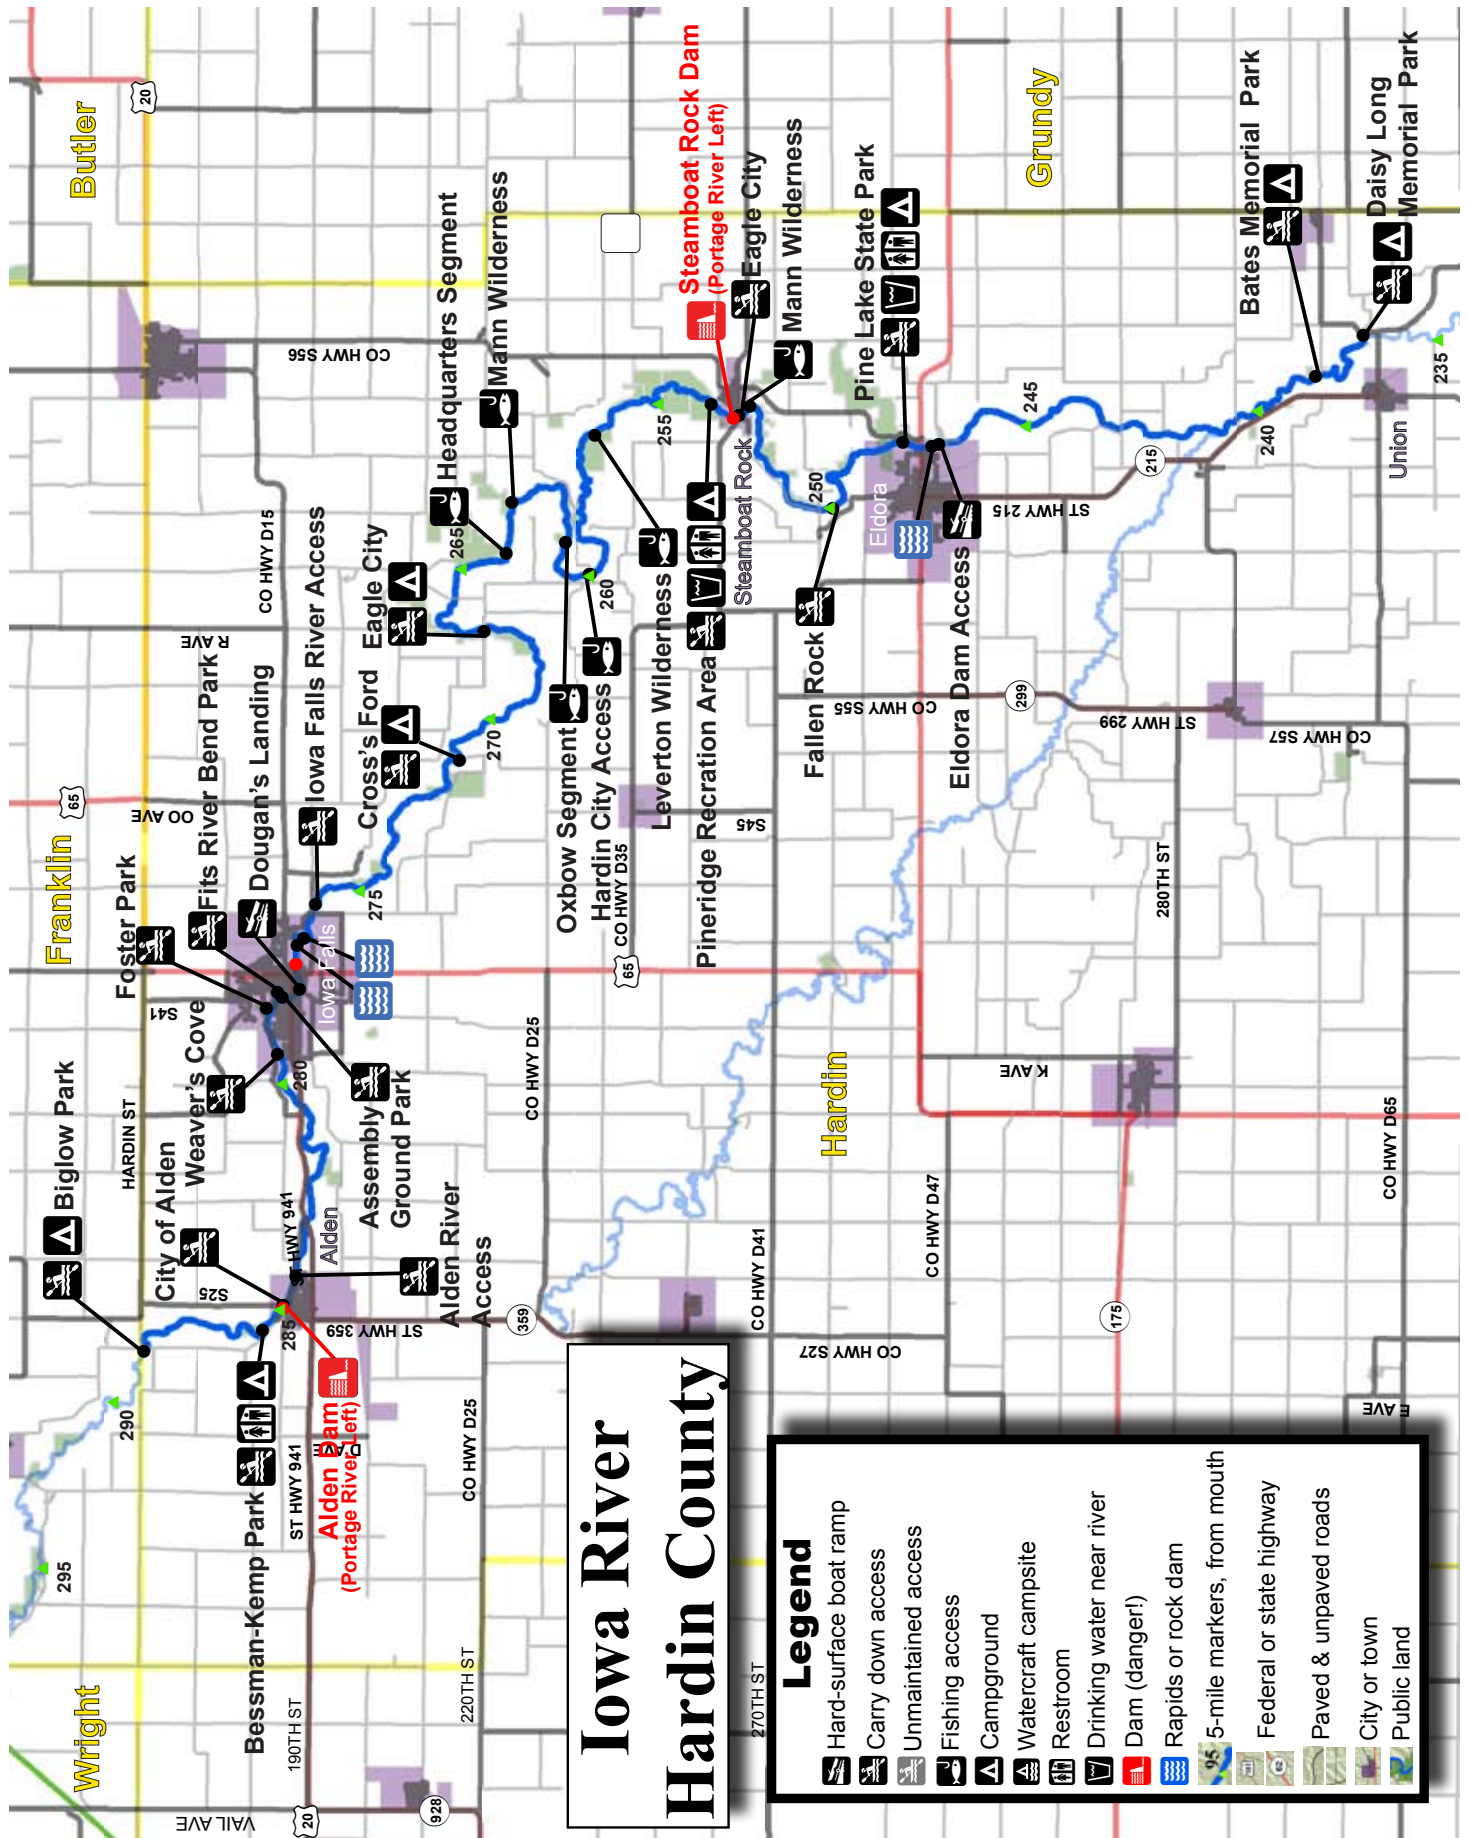 Iowa River
Hardin County
Legend
Hard-surface boat ramp
Carry down access
Unmaintained access
Fishing access
Campground
Watercraft campsite
Restroom
Drinking water near river
Dam (danger!)
Rapids or rock dam
95
5-mile markers, from mouth
Federal or state highway
Paved & unpaved roads
City or town
Public land
Wright
Franklin
Butler
Hardin
Grundy
295
290
285
280
275
270
265
260
255
250
245
240
235
Biglow Park
City of Alden
Weaver's Cove
Foster Park
Fits River Bend Park
Dougan's Landing
Iowa Falls River Access
Cross's Ford
Eagle City
Headquarters Segment
Mann Wilderness
Bessman-Kemp Park
Alden Dam
(Portage River Left)
Alden River
Access
Assembly
Ground Park
Alden
Iowa Falls
Oxbow Segment
Hardin City Access
Leverton Wilderness
Pineridge Recration Area
Steamboat Rock
Steamboat Rock Dam
(Portage River Left)
Eagle City
Mann Wilderness
Fallen Rock
Pine Lake State Park
Eldora
Eldora Dam Access
Bates Memorial Park
Daisy Long
Memorial Park
Union
HARDIN ST
S41
S25
ST HWY 941
ST HWY 941
ST HWY 359
359
D AVE
VAIL AVE
190TH ST
20
928
220TH ST
CO HWY D25
CO HWY D25
270TH ST
CO HWY D41
CO HWY S27
CO HWY D47
175
E AVE
CO HWY D65
K AVE
280TH ST
65
65
OO AVE
R AVE
CO HWY D15
CO HWY S56
20
CO HWY D35
S45
CO HWY S55
299
ST HWY 299
CO HWY S57
ST HWY 215
215